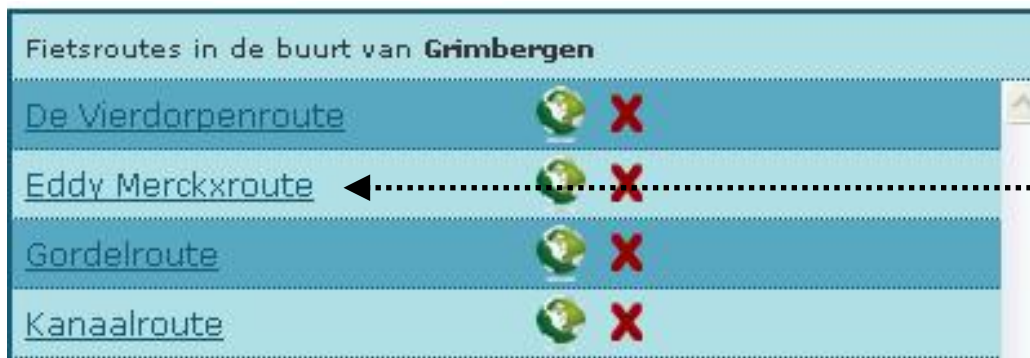 Fietsroutes in de buurt van Grimbergen
De Vierdorpenroute
Eddy Merckxroute
Gordelroute
Kanaalroute